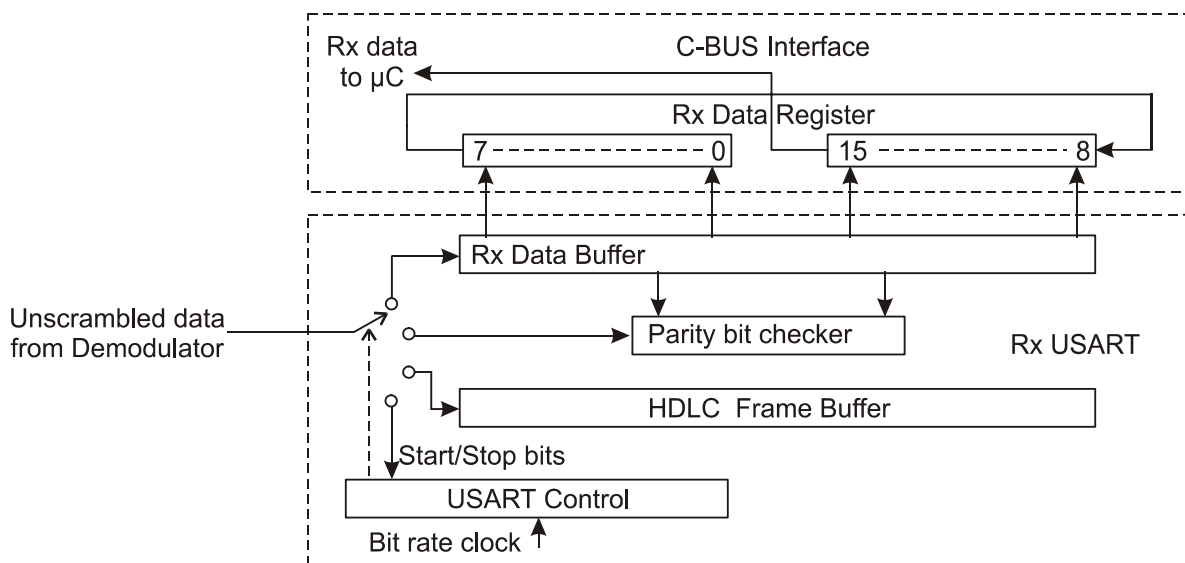 Rx data
to µC
C-BUS Interface
Rx Data Register
7 0
15 8
Rx Data Buffer
Unscrambled data
from Demodulator
Parity bit checker
Rx USART
HDLC Frame Buffer
Start/Stop bits
USART Control
Bit rate clock